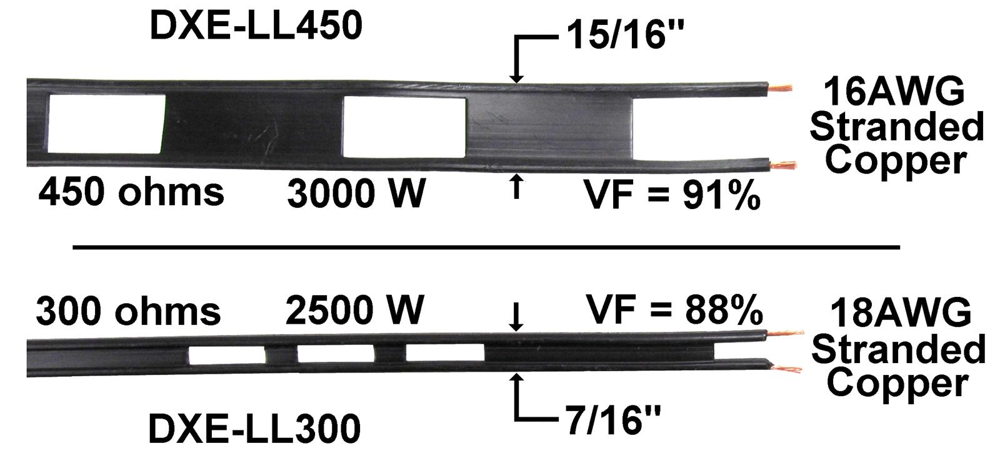 DXE-LL450
15/16"
16AWG
Stranded
Copper
450 ohms
3000 W
VF = 91%
300 ohms
2500 W
VF = 88%
18AWG
Stranded
Copper
7/16"
DXE-LL300